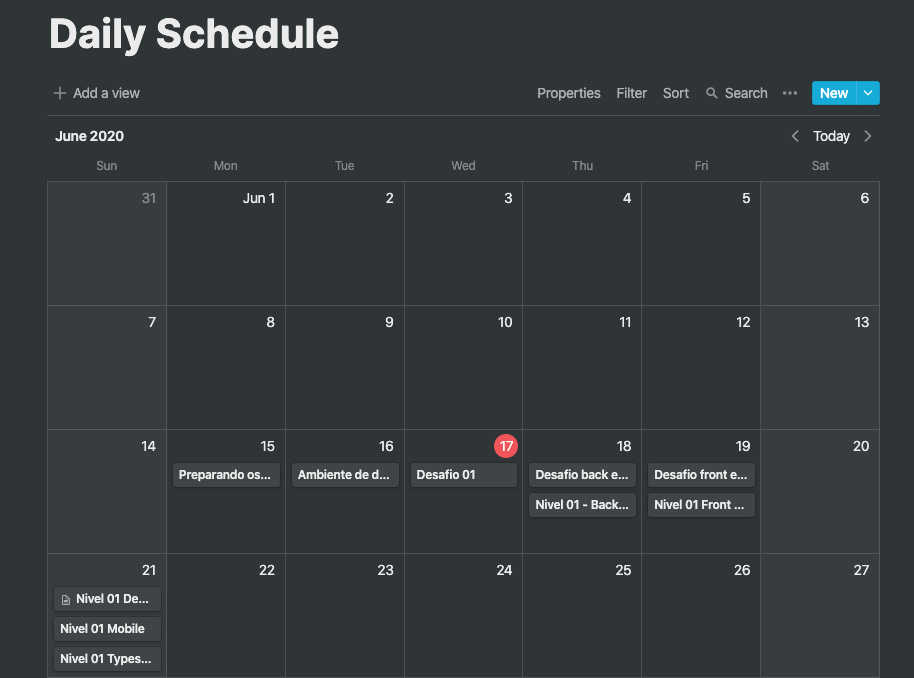 Daily Schedule
Add a view Properties Filter Sort Search ••• New
June 2020 Today
Sun Mon Tue Wed Thu Fri Sat
31 Jun 1 2 3 4 5 6
7 8 9 10 11 12 13
14 15 16 17 18 19 20
Preparando os... Ambiente de d... Desafio 01 Desafio back e... Desafio front e...
Nivel 01 - Back... Nivel 01 Front ...
21 22 23 24 25 26 27
Nivel 01 De...
Nivel 01 Mobile
Nivel 01 Types...